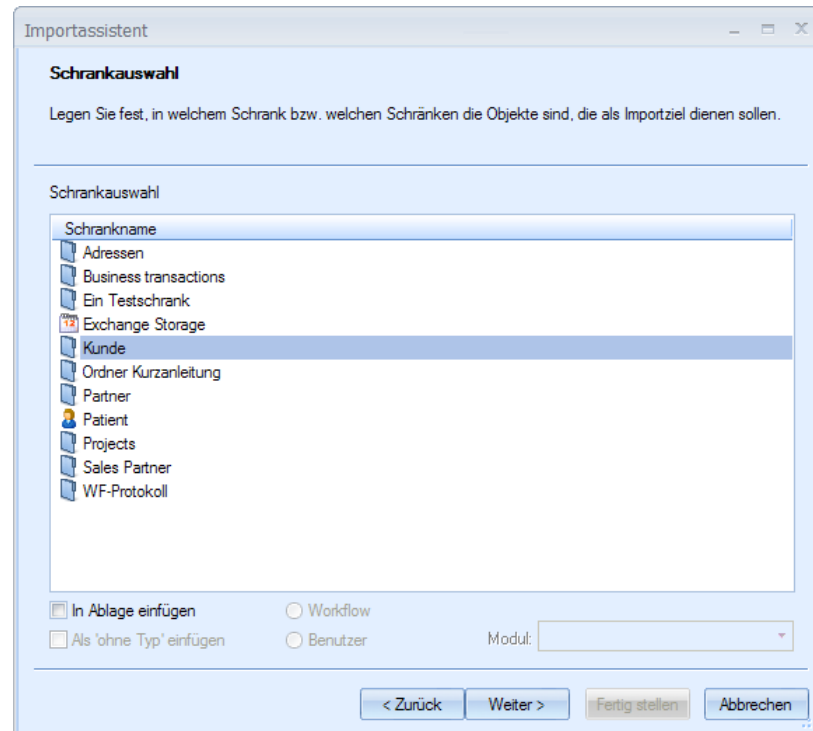 Importassistent
Schrankauswahl
Legen Sie fest, in welchem Schrank bzw. welchen Schränken die Objekte sind, die als Importziel dienen sollen.
Schrankauswahl
Schrankname
Adressen
Business transactions
Ein Testschrank
12 Exchange Storage
Kunde
Ordner Kurzanleitung
Partner
Patient
Projects
Sales Partner
WF-Protokoll
In Ablage einfügen Workflow
Als 'ohne Typ' einfügen Benutzer Modul:
< Zurück Weiter > Fertig stellen Abbrechen